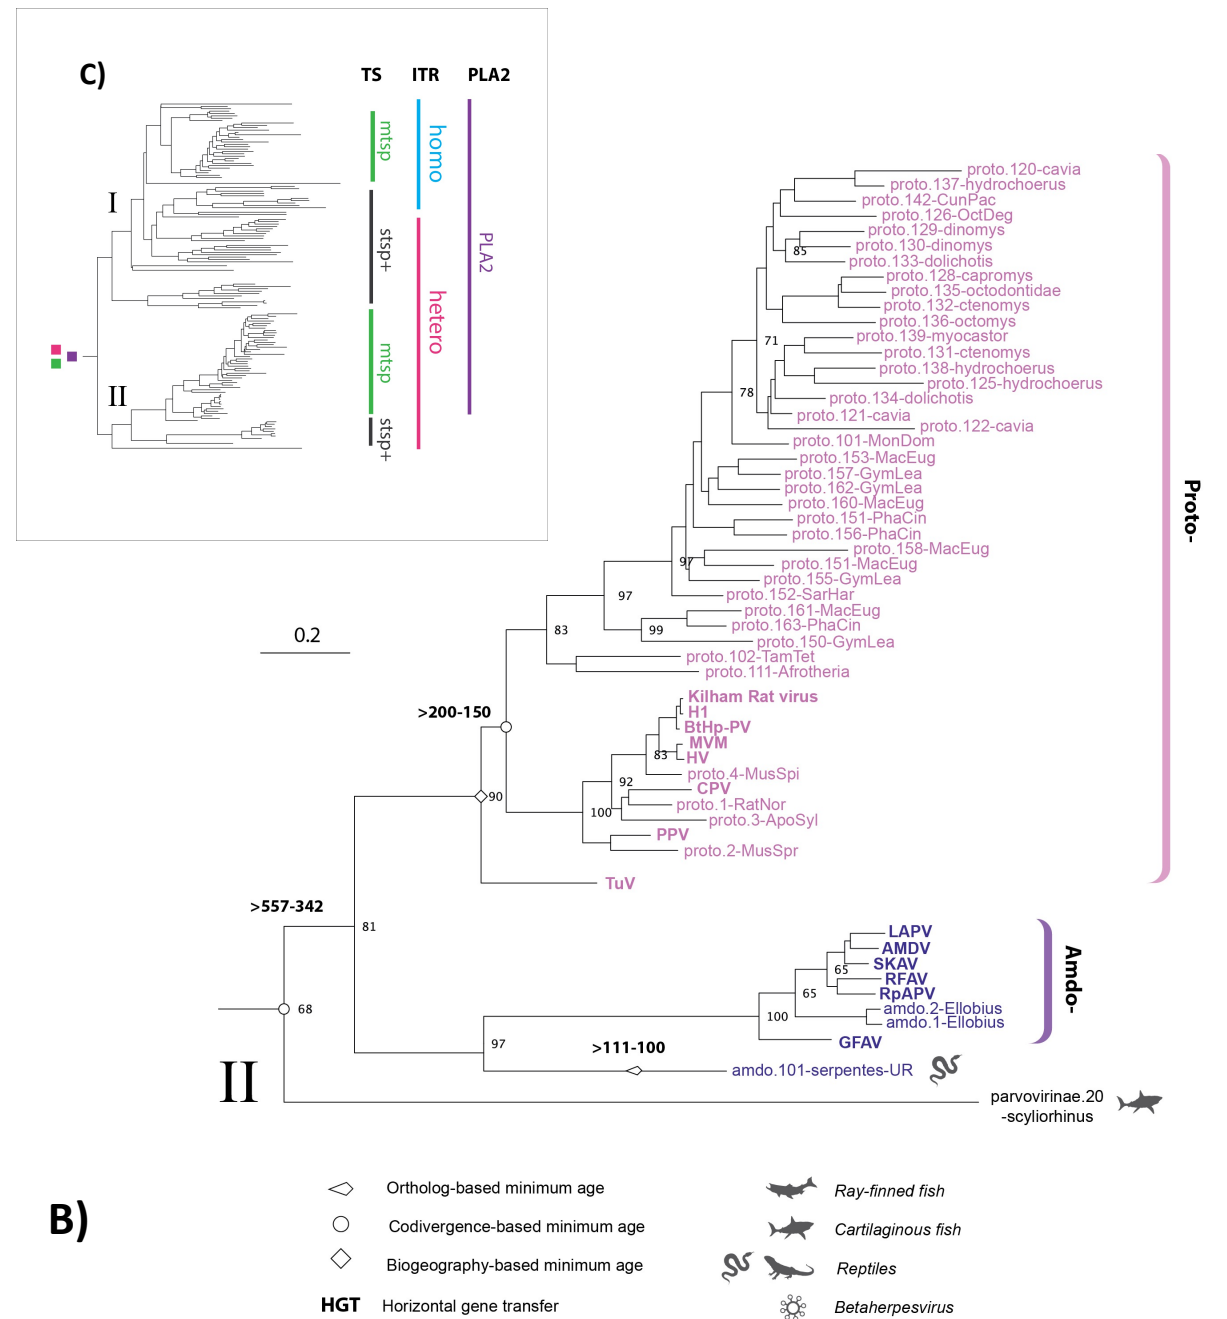 C)
TS ITR PLA2
mtsp
homo
I
stsp+
PLA2
hetero
mtsp
II
stsp+
proto.120-cavia
proto.137-hydrochoerus
proto.142-CunPac
proto.126-OctDeg
proto.129-dinomys
proto.130-dinomys
85
proto.133-dolichotis
proto.128-capromys
proto.135-octodontidae
proto.132-ctenomys
proto.136-octomys
proto.139-myocastor
71
proto.131-ctenomys
proto.138-hydrochoerus
proto.125-hydrochoerus
78
proto.134-dolichotis
proto.121-cavia
proto.122-cavia
proto.101-MonDom
proto.153-MacEug
proto.157-GymLea
proto.162-GymLea
proto.160-MacEug
proto.151-PhaCin
proto.156-PhaCin
proto.158-MacEug
97
proto.151-MacEug
proto.155-GymLea
97
proto.152-SarHar
proto.161-MacEug
proto.163-PhaCin
99
83
proto.150-GymLea
proto.102-TamTet
proto.111-Afrotheria
Proto-
0.2
Kilham Rat virus
>200-150
H1
BtHp-PV
MVM
83
HV
proto.4-MusSpi
92
CPV
90
proto.1-RatNor
100
proto.3-ApoSyl
PPV
proto.2-MusSpr
TuV
>557-342
81
LAPV
AMDV
SKAV
65
RFAV
65
RpAPV
68
amdo.2-Ellobius
100
amdo.1-Ellobius
GFAV
Amdo-
97
>111-100
amdo.101-serpentes-UR
II
parvovirinae.20
-scyliorhinus
B)
Ortholog-based minimum age
Ray-finned fish
Codivergence-based minimum age
Cartilaginous fish
Biogeography-based minimum age
Reptiles
HGT Horizontal gene transfer
Betaherpesvirus